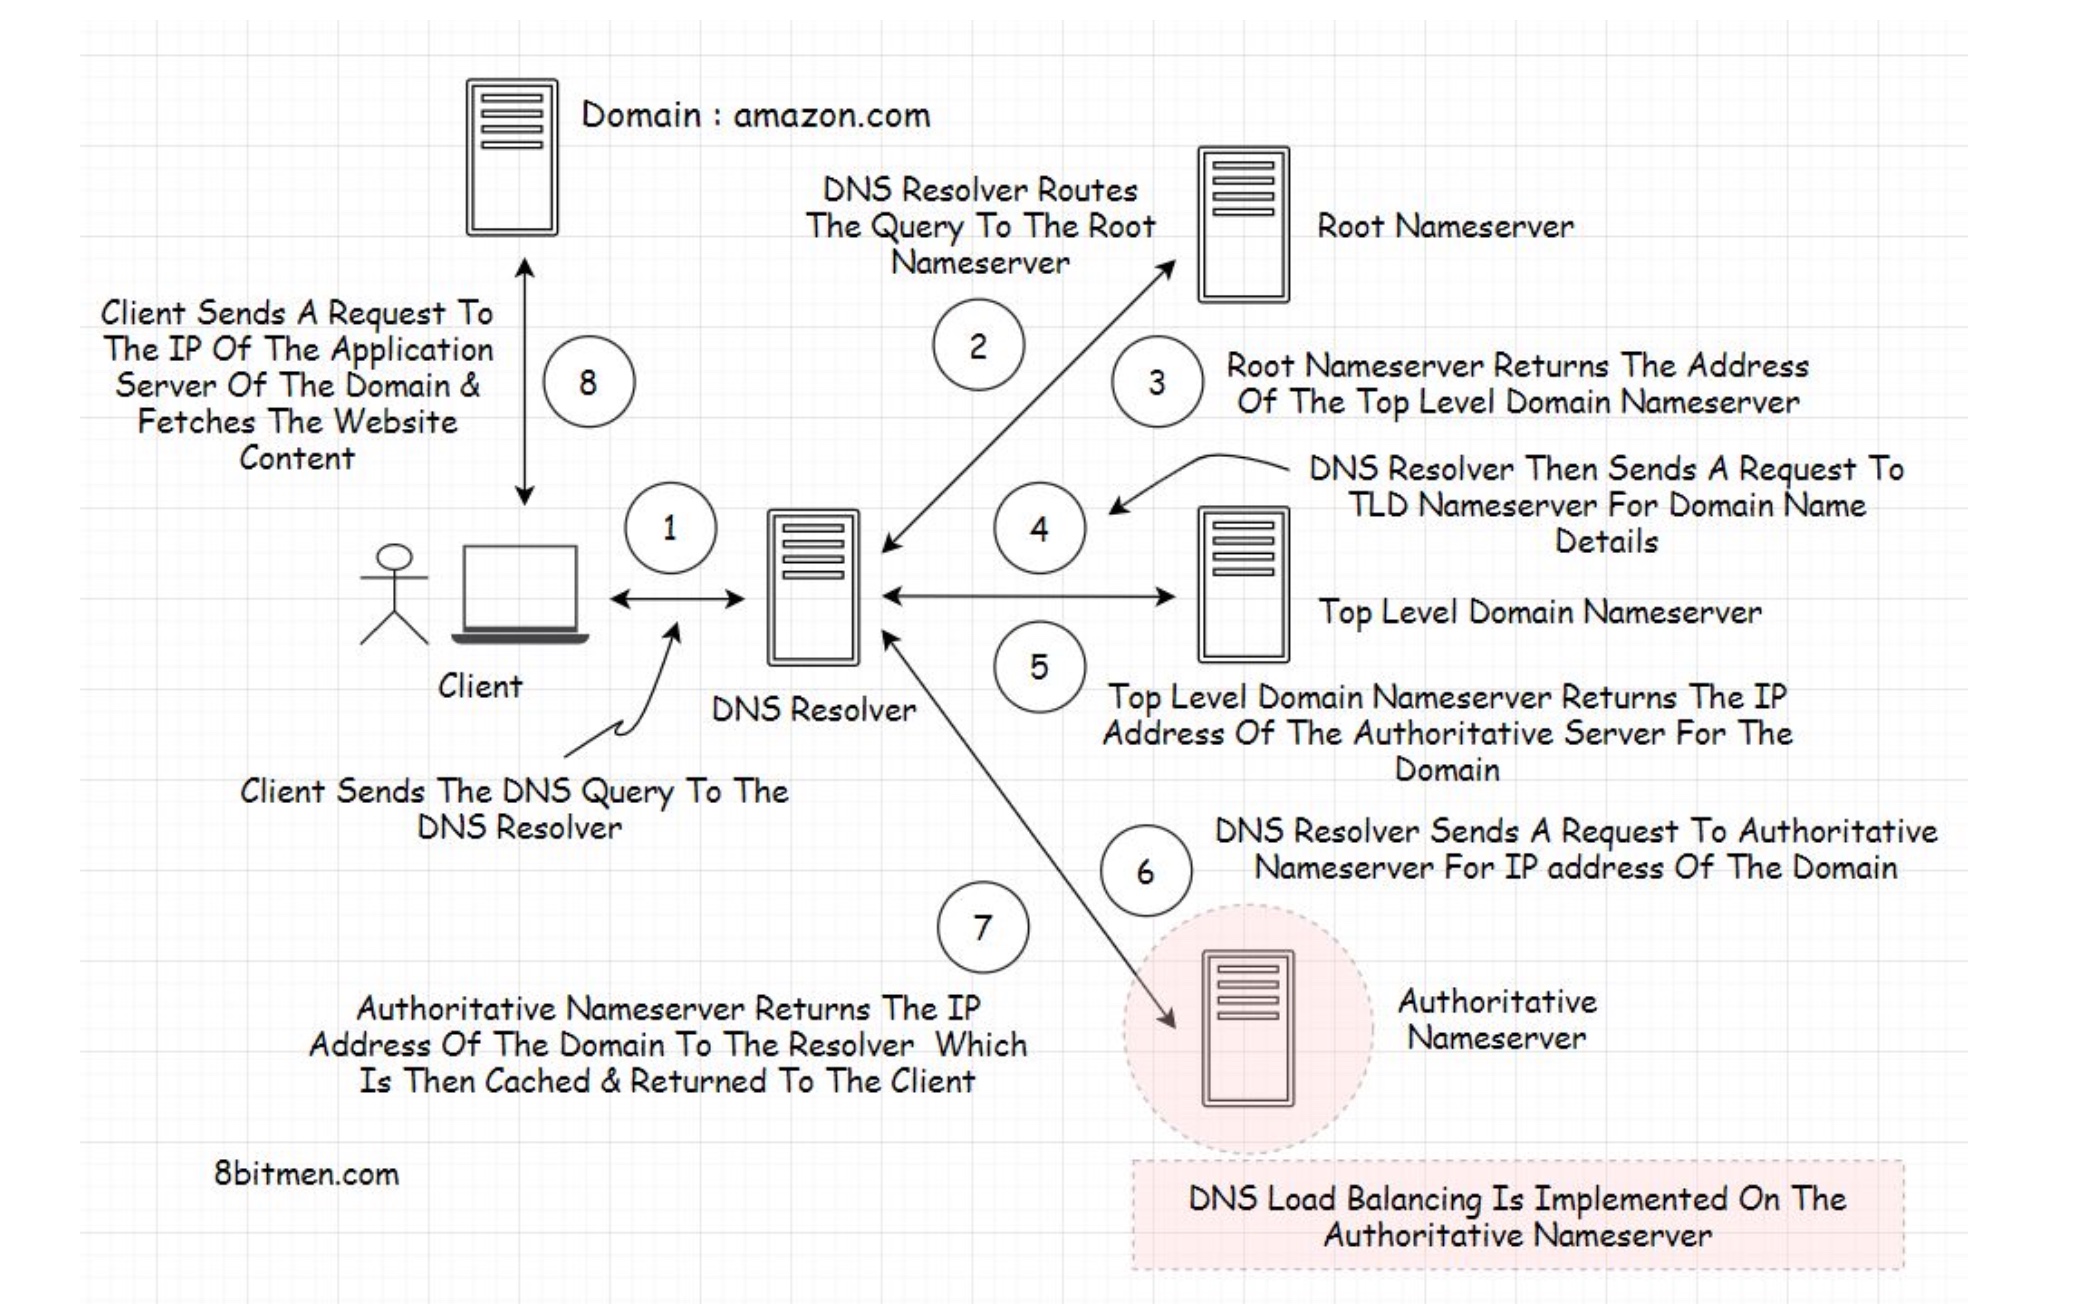 Domain : amazon.com
DNS Resolver Routes
The Query To The Root
Nameserver
Root Nameserver
Client Sends A Request To
The IP Of The Application
Server Of The Domain &
Fetches The Website
Content
8
2
3
Root Nameserver Returns The Address
Of The Top Level Domain Nameserver
DNS Resolver Then Sends A Request To
TLD Nameserver For Domain Name
Details
1
4
Top Level Domain Nameserver
5
Client
DNS Resolver
Top Level Domain Nameserver Returns The IP
Address Of The Authoritative Server For The
Domain
Client Sends The DNS Query To The
DNS Resolver
6
DNS Resolver Sends A Request To Authoritative
Nameserver For IP address Of The Domain
7
Authoritative Nameserver Returns The IP
Address Of The Domain To The Resolver Which
Is Then Cached & Returned To The Client
Authoritative
Nameserver
8bitmen.com
DNS Load Balancing Is Implemented On The
Authoritative Nameserver